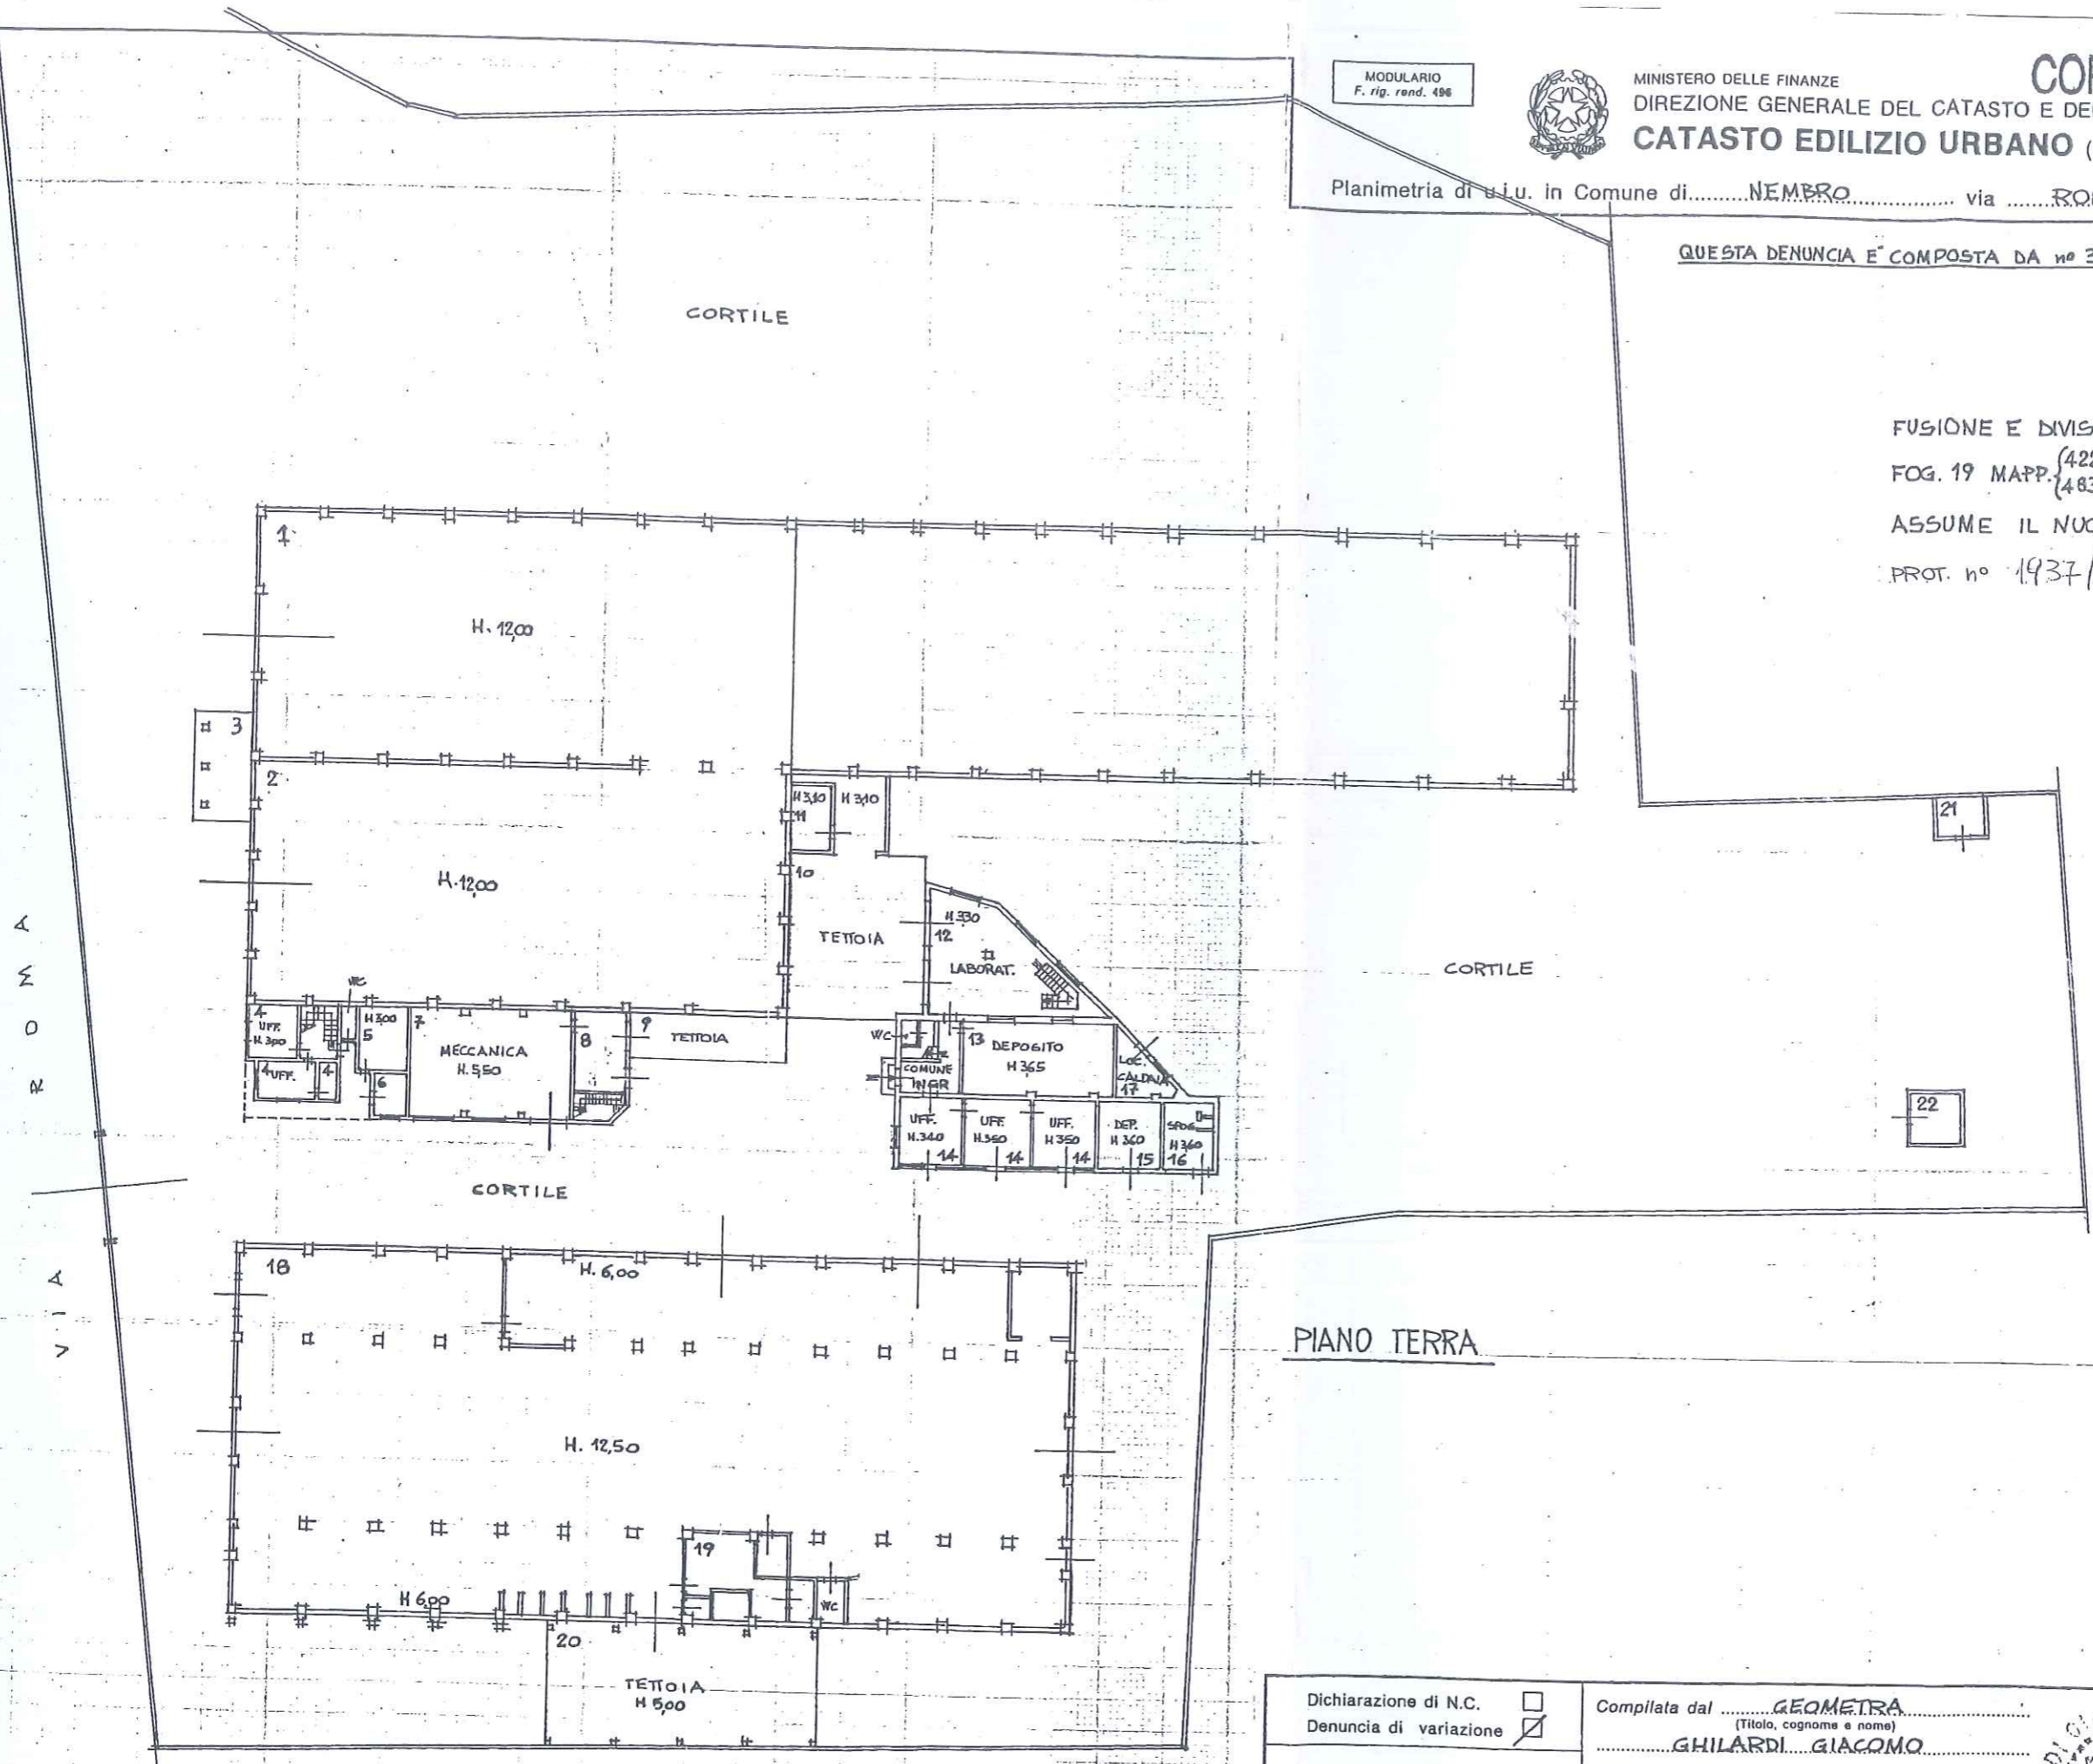 MODULARIO
F. rig. rend. 496
MINISTERO DELLE FINANZE
DIREZIONE GENERALE DEL CATASTO E
CATASTO EDILIZIO URBANO (
Planimetria di u.i.u. in Comune di NEMBRO via
QUESTA DENUNCIA E' COMPOSTA DA nº
CORTILE
FUSIONE E
FOG. 19 MAPP.
ASSUME IL
PROT. nº 1937/
1
H. 12,00
3
2
H 3,10
H 3,10
11
21
H. 12,00
10
TETTOIA
H 3,30
12
LABORAT.
CORTILE
VIA ROMA
WC
4
UFF.
H. 3,00
H 3,00
5
7
MECCANICA
H. 5,50
8
9
TETTOIA
4
UFF.
4
6
WC
13
DEPOSITO
H 3,65
COMUNE
INGR
LOC.
CALDAIA
17
UFF.
H. 3,40
14
UFF.
H. 3,50
14
UFF.
H 3,50
14
DEP.
H 3,60
15
SPOG.
H 3,60
16
22
CORTILE
18
H. 6,00
PIANO TERRA
H. 12,50
19
H 6,00
WC
20
TETTOIA
H 5,00
Dichiarazione di N.C.
Denuncia di variazione
Compilata dal GEOMETRA
(Titolo, cognome e nome)
GHILARDI GIACOMO